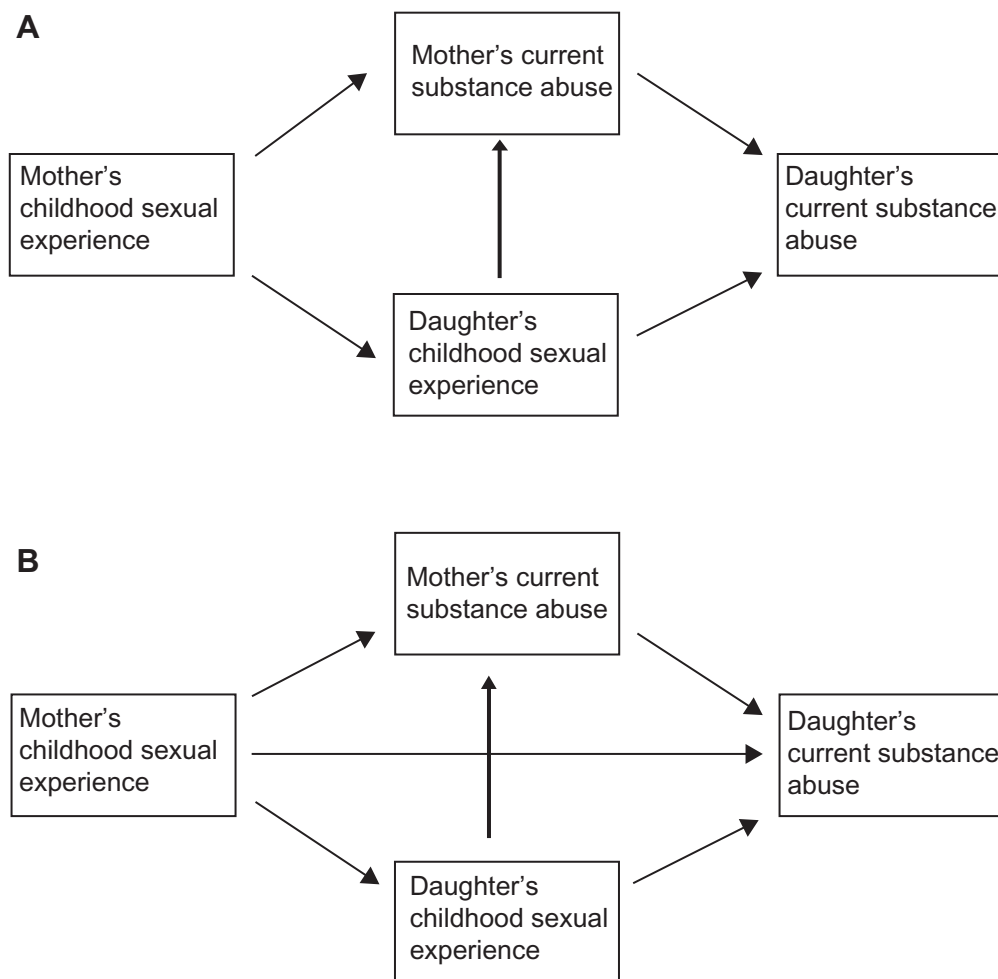 A
Mother’s current
substance abuse
Mother’s
childhood sexual
experience
Daughter’s
current substance
abuse
Daughter’s
childhood sexual
experience
B
Mother’s current
substance abuse
Mother’s
childhood sexual
experience
Daughter’s
current substance
abuse
Daughter’s
childhood sexual
experience